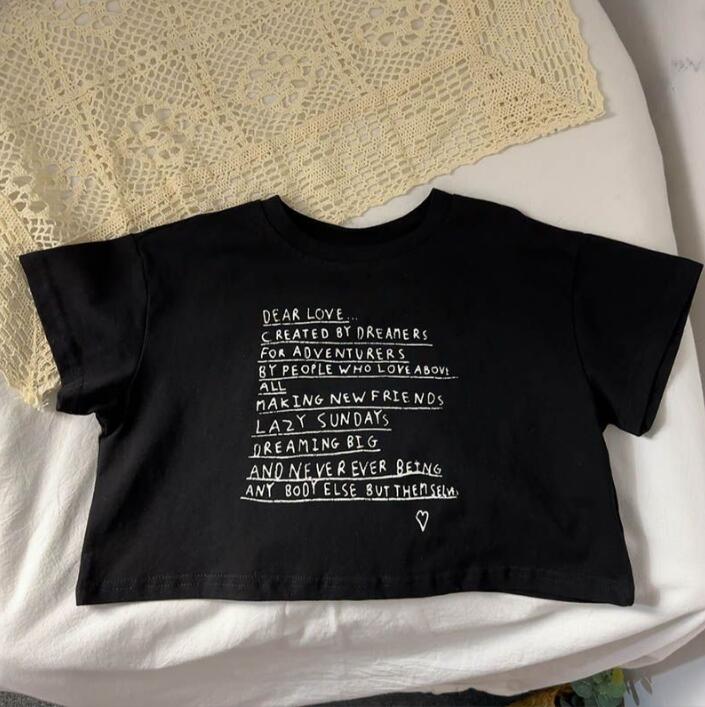 DEAR LOVE...
CREATED BY DREAMERS
FOR ADVENTURERS
BY PEOPLE WHO LOVE ABOVE
ALL
MAKING NEW FRIENDS
LAZY SUNDAYS
DREAMING BIG
AND NEVER EVER BEING
ANY BODY ELSE BUT